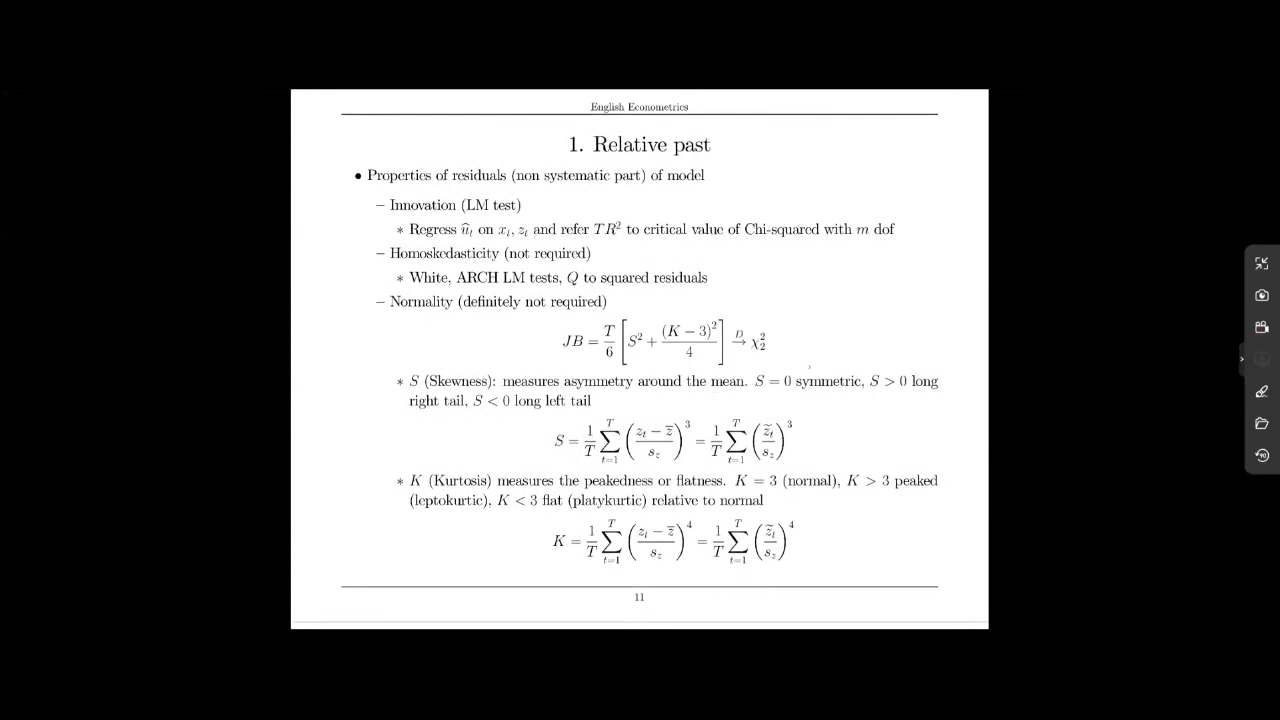 English Econometrics
1. Relative past
• Properties of residuals (non systematic part) of model
– Innovation (LM test)
∗ Regress û_t on x_t, z_t and refer TR² to critical value of Chi-squared with m dof
– Homoskedasticity (not required)
∗ White, ARCH LM tests, Q to squared residuals
– Normality (definitely not required)
JB = T/6 [S² + (K − 3)²/4] →^D χ²₂
∗ S (Skewness): measures asymmetry around the mean. S = 0 symmetric, S > 0 long
right tail, S < 0 long left tail
S = 1/T ∑_{t=1}^{T} ((z_t − z̄)/s_z)³ = 1/T ∑_{t=1}^{T} (z̃_t/s_z)³
∗ K (Kurtosis) measures the peakedness or flatness. K = 3 (normal), K > 3 peaked
(leptokurtic), K < 3 flat (platykurtic) relative to normal
K = 1/T ∑_{t=1}^{T} ((z_t − z̄)/s_z)⁴ = 1/T ∑_{t=1}^{T} (z̃_t/s_z)⁴
11